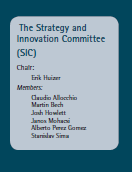 The Strategy and
Innovation Committee
(SIC)
Chair:
Erik Huizer
Members:
Claudio Allocchio
Martin Bech
Josh Howlett
Janos Mohacsi
Alberto Perez Gomez
Stanislav Sima